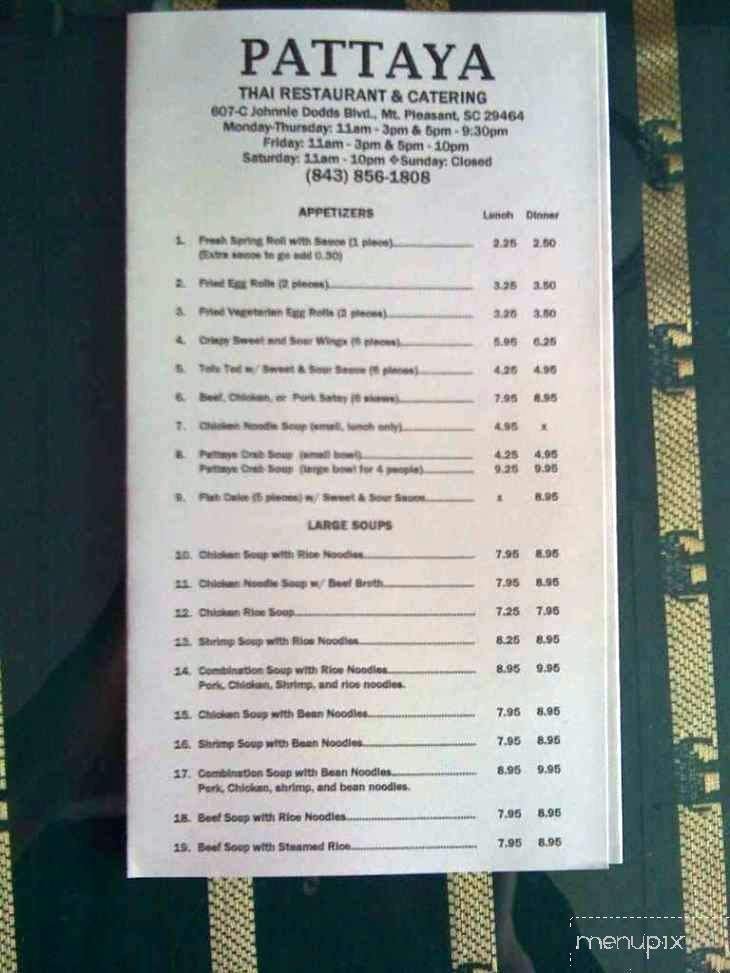 PATTAYA
THAI RESTAURANT & CATERING
607-C Johnnie Dodds Blvd., Mt. Pleasant, SC 29464
Monday-Thursday: 11am - 3pm & 5pm - 9:30pm
Friday: 11am - 3pm & 5pm - 10pm
Saturday: 11am - 10pm ❖Sunday: Closed
(843) 856-1808
APPETIZERS Lunch Dinner
1. Fresh Spring Roll with Sauce (1 piece) 2.25 2.50
(Extra sauce to go add 0.30)
2. Fried Egg Rolls (2 pieces) 3.25 3.50
3. Fried Vegetarian Egg Rolls (2 pieces) 3.25 3.50
4. Crispy Sweet and Sour Wings (6 pieces) 5.95 6.25
5. Tofu Tod w/ Sweet & Sour Sauce (6 pieces) 4.25 4.95
6. Beef, Chicken, or Pork Satay (6 skews) 7.95 8.95
7. Chicken Noodle Soup (small, lunch only) 4.95 x
8. Pattaya Crab Soup (small bowl) 4.25 4.95
Pattaya Crab Soup (large bowl for 4 people) 9.25 9.95
9. Fish Cake (5 pieces) w/ Sweet & Sour Sauce x 8.95
LARGE SOUPS
10. Chicken Soup with Rice Noodles 7.95 8.95
11. Chicken Noodle Soup w/ Beef Broth 7.95 8.95
12. Chicken Rice Soup 7.25 7.95
13. Shrimp Soup with Rice Noodles 8.25 8.95
14. Combination Soup with Rice Noodles 8.95 9.95
Pork, Chicken, Shrimp, and rice noodles.
15. Chicken Soup with Bean Noodles 7.95 8.95
16. Shrimp Soup with Bean Noodles 7.95 8.95
17. Combination Soup with Bean Noodles 8.95 9.95
Pork, Chicken, shrimp, and bean noodles.
18. Beef Soup with Rice Noodles 7.95 8.95
19. Beef Soup with Steamed Rice 7.95 8.95
menupix